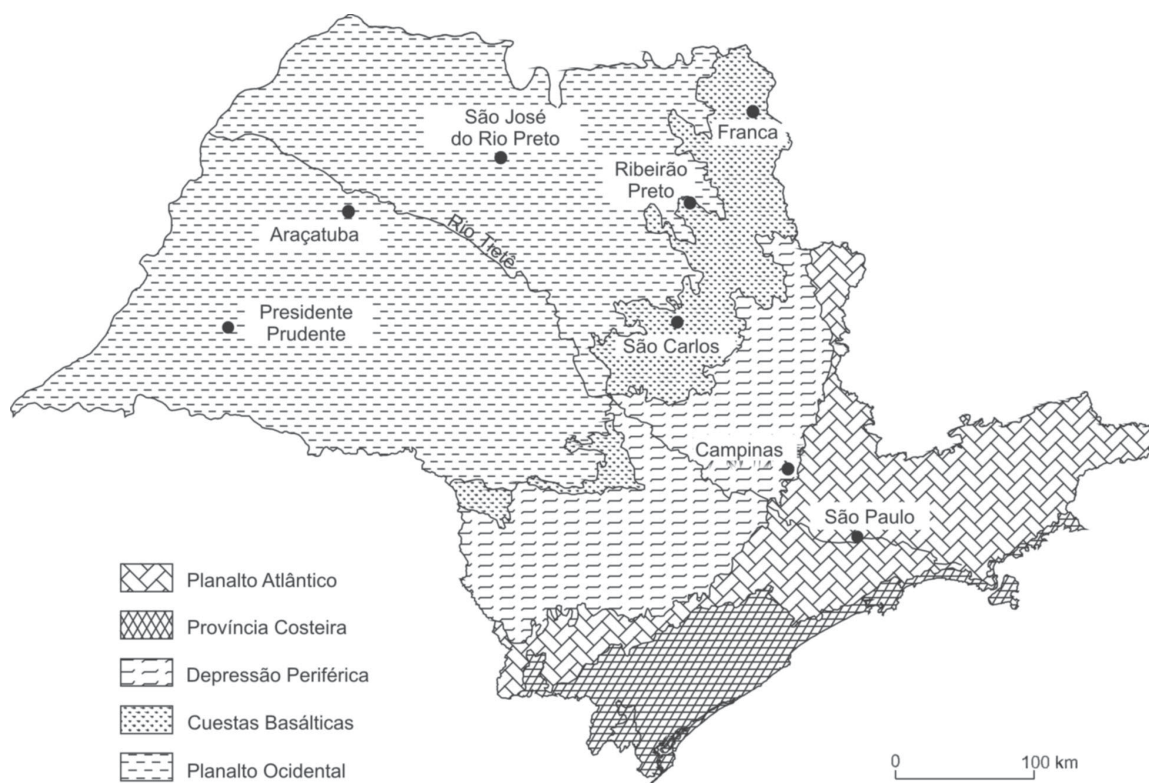 São José
do Rio Preto
Franca
Ribeirão
Preto
Araçatuba
Rio Tietê
Presidente
Prudente
São Carlos
Campinas
São Paulo
Planalto Atlântico
Província Costeira
Depressão Periférica
Cuestas Basálticas
Planalto Ocidental
0 100 km